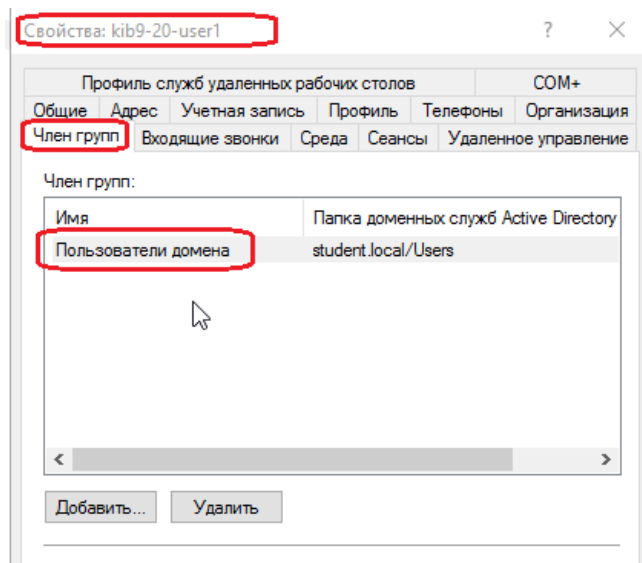 Свойства: kib9-20-user1 ? ×
Профиль служб удаленных рабочих столов COM+
Общие Адрес Учетная запись Профиль Телефоны Организация
Член групп Входящие звонки Среда Сеансы Удаленное управление
Член групп:
Имя Папка доменных служб Active Directory
Пользователи домена student.local/Users
Добавить... Удалить